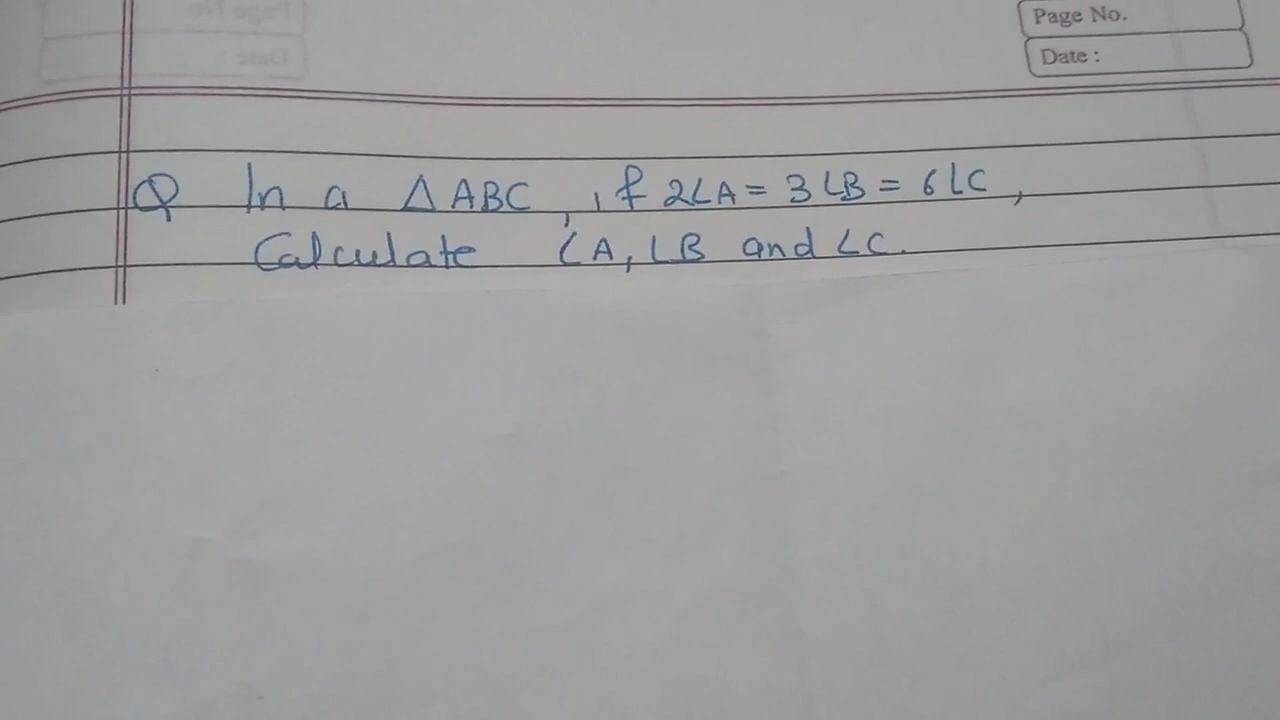 Page No.
Date :
Q In a △ABC, if 2∠A = 3∠B = 6∠C,
Calculate ∠A, ∠B and ∠C.